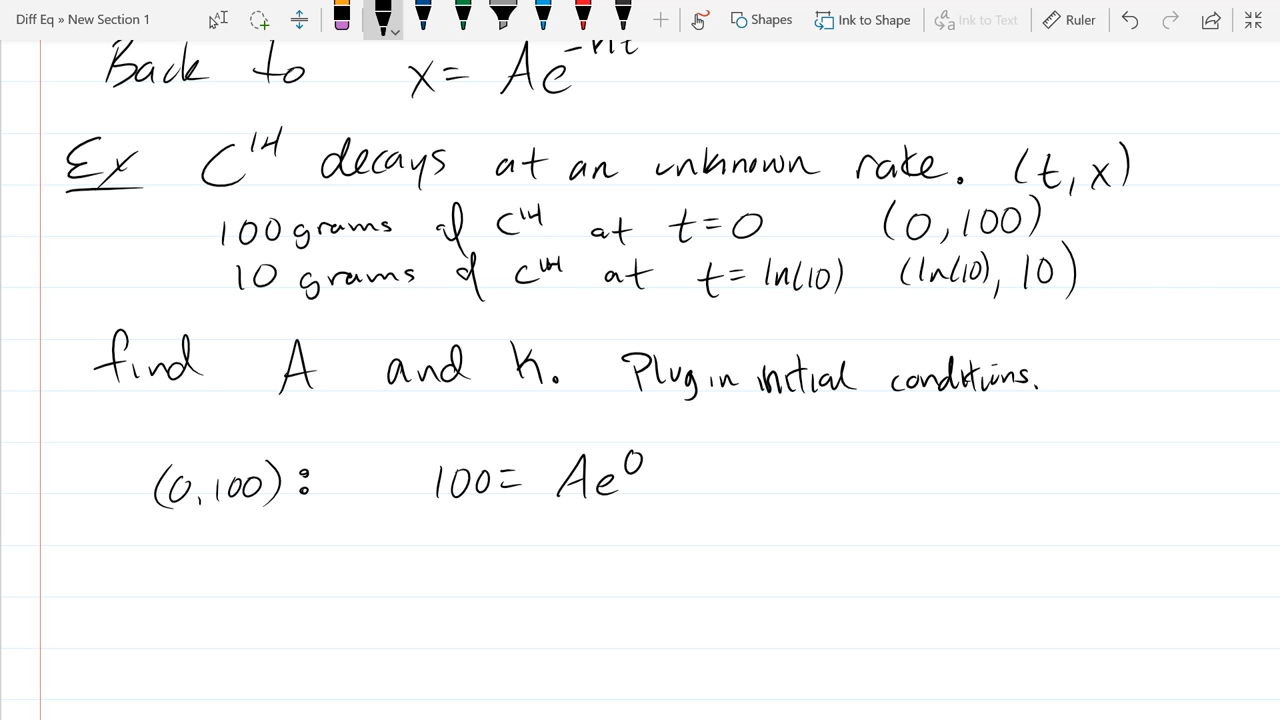 Diff Eq » New Section 1 Shapes Ink to Shape Ink to Text Ruler
Back to x = Ae^-kt
Ex C^14 decays at an unknown rate. (t, x)
100 grams of C^14 at t=0 (0, 100)
10 grams of C^14 at t= ln(10) (ln(10), 10)
find A and K. Plug in initial conditions.
(0, 100): 100 = Ae^0